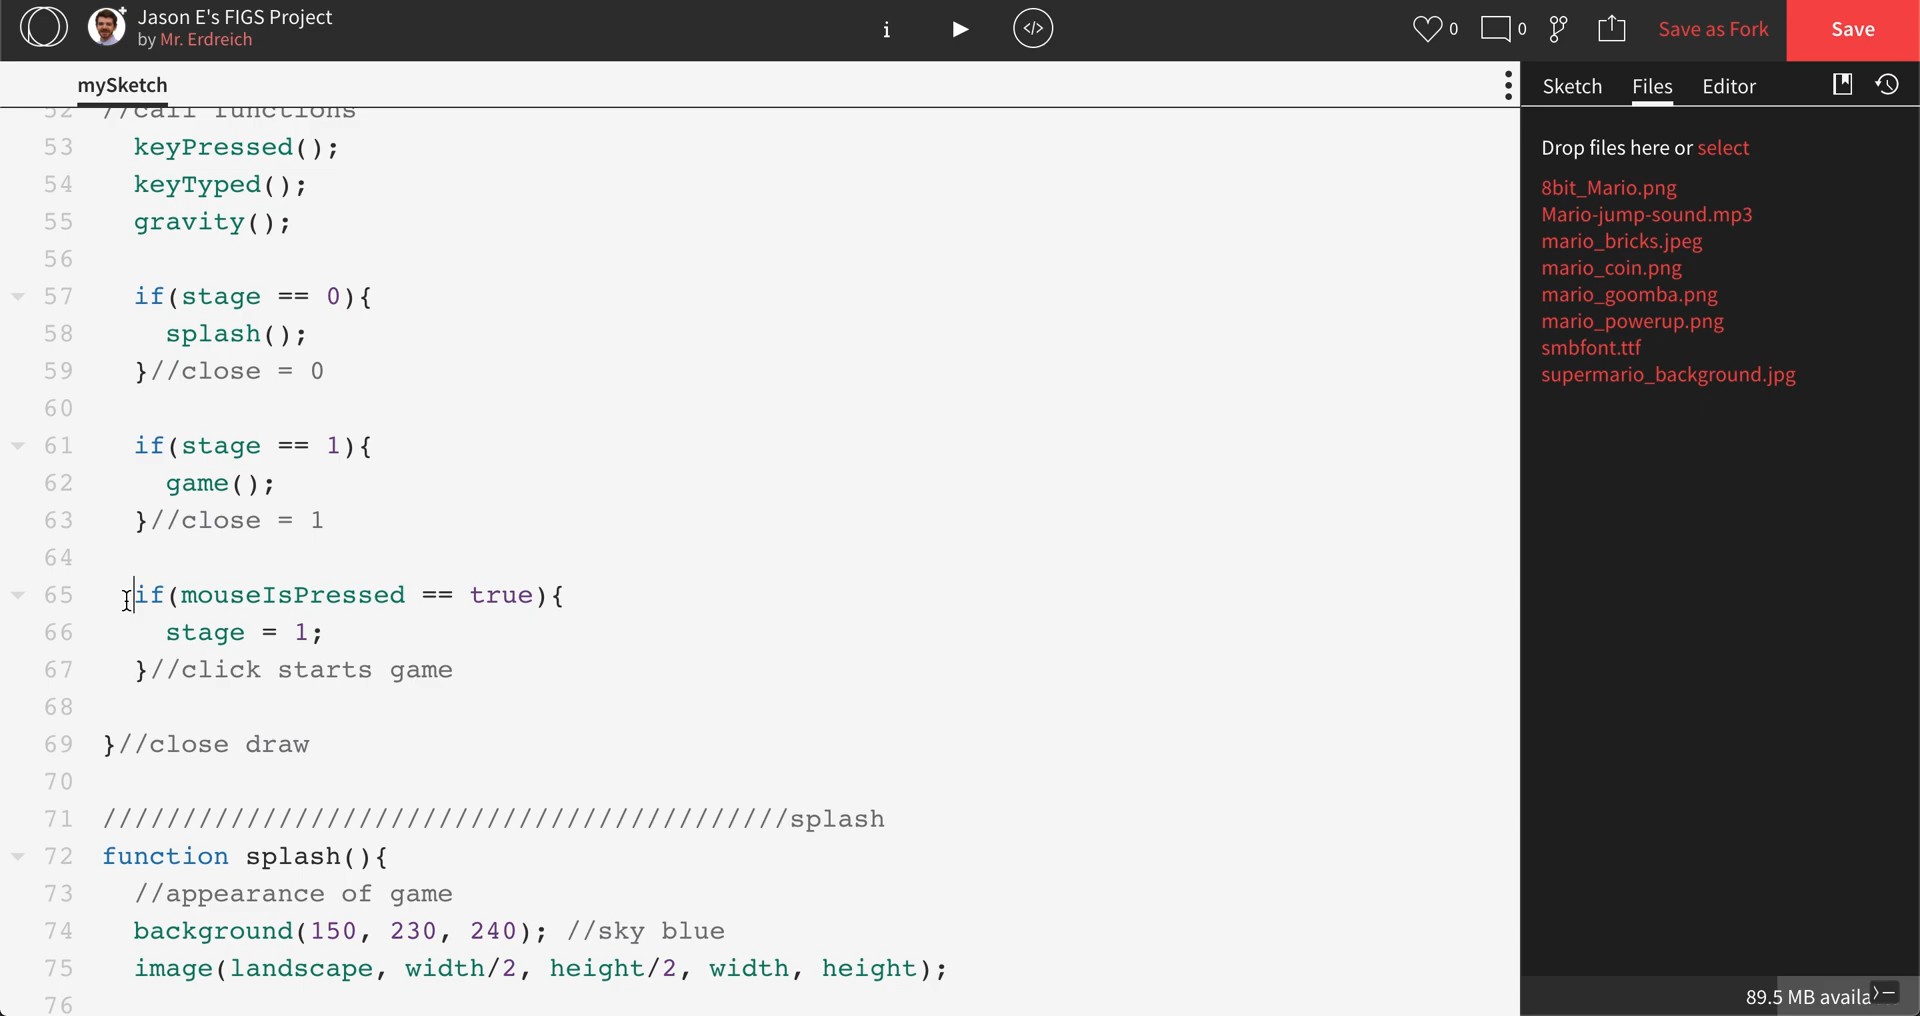 Jason E's FIGS Project
by Mr. Erdreich
i
</>
0
0
Save as Fork
Save
mySketch
Sketch Files Editor
52 //call functions
53 keyPressed();
54 keyTyped();
55 gravity();
56
57 if(stage == 0){
58 splash();
59 }//close = 0
60
61 if(stage == 1){
62 game();
63 }//close = 1
64
65 if(mouseIsPressed == true){
66 stage = 1;
67 }//click starts game
68
69 }//close draw
70
71 ///////////////////////////////////////////splash
72 function splash(){
73 //appearance of game
74 background(150, 230, 240); //sky blue
75 image(landscape, width/2, height/2, width, height);
76
Drop files here or select
8bit_Mario.png
Mario-jump-sound.mp3
mario_bricks.jpeg
mario_coin.png
mario_goomba.png
mario_powerup.png
smbfont.ttf
supermario_background.jpg
89.5 MB availa